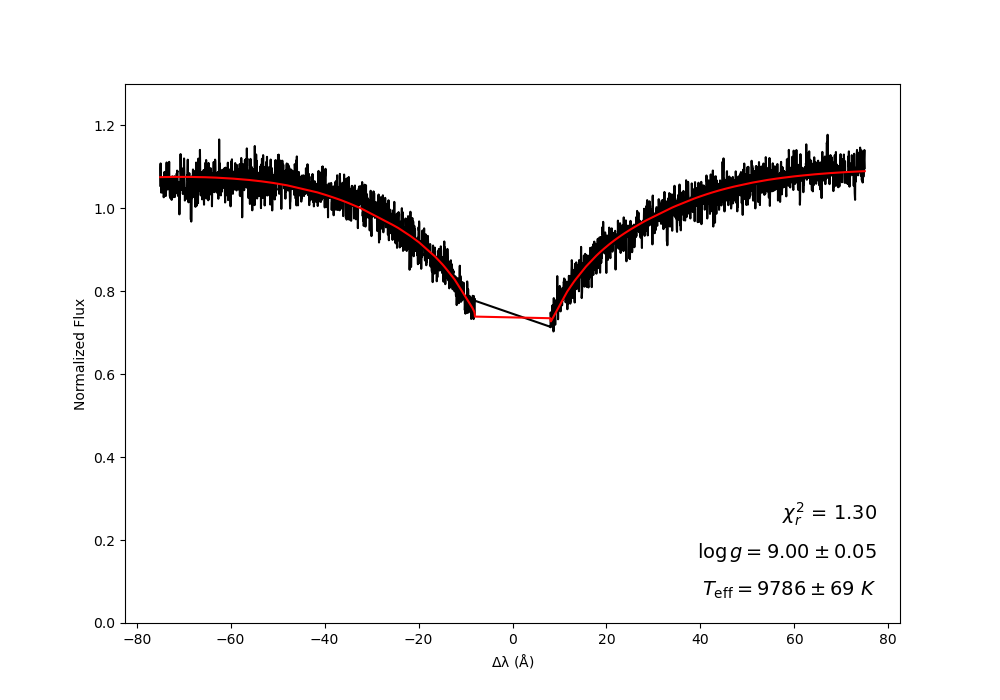 1.2
1.0
0.8
0.6
0.4
0.2
0.0
Normalized Flux
χ²ᵣ = 1.30
log g = 9.00 ± 0.05
T_eff = 9786 ± 69 K
−80 −60 −40 −20 0 20 40 60 80
Δλ (Å)